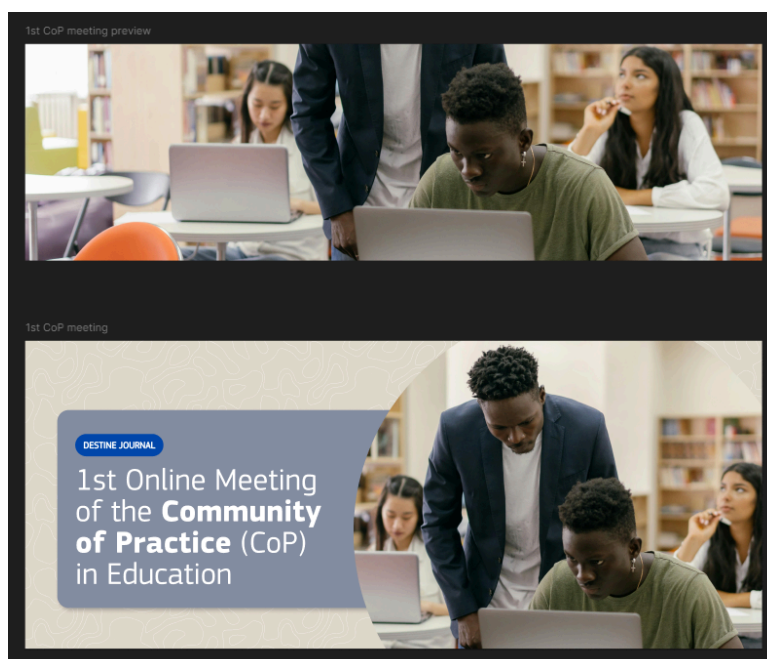 1st CoP meeting preview
1st CoP meeting
DESTINE JOURNAL
1st Online Meeting
of the Community
of Practice (CoP)
in Education